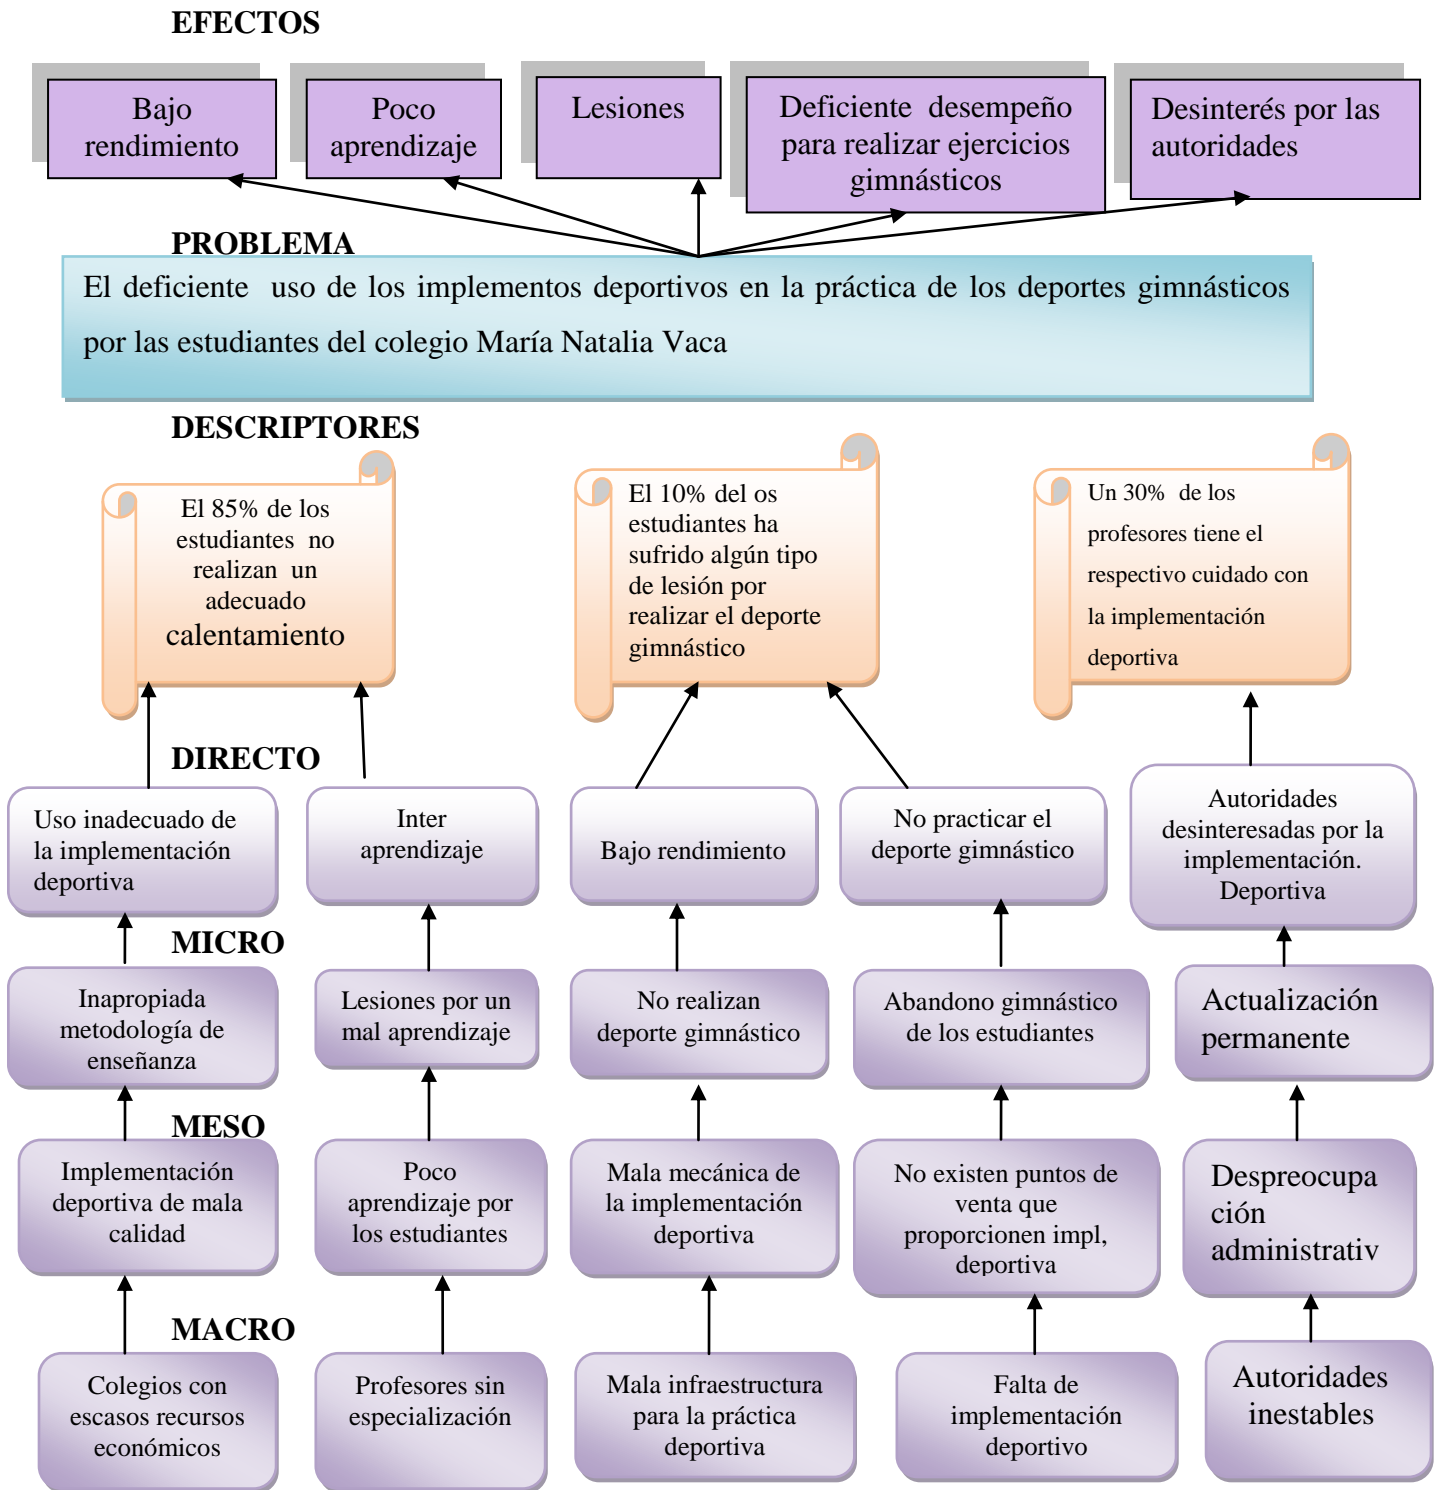 EFECTOS
Bajo
rendimiento
Poco
aprendizaje
Lesiones
Deficiente desempeño
para realizar ejercicios
gimnásticos
Desinterés por las
autoridades
PROBLEMA
El deficiente uso de los implementos deportivos en la práctica de los deportes gimnásticos
por las estudiantes del colegio María Natalia Vaca
DESCRIPTORES
El 85% de los
estudiantes no
realizan un
adecuado
calentamiento
El 10% del os
estudiantes ha
sufrido algún tipo
de lesión por
realizar el deporte
gimnástico
Un 30% de los
profesores tiene el
respectivo cuidado con
la implementación
deportiva
DIRECTO
Uso inadecuado de
la implementación
deportiva
Inter
aprendizaje
Bajo rendimiento
No practicar el
deporte gimnástico
Autoridades
desinteresadas por la
implementación.
Deportiva
MICRO
Inapropiada
metodología de
enseñanza
Lesiones por un
mal aprendizaje
No realizan
deporte gimnástico
Abandono gimnástico
de los estudiantes
Actualización
permanente
MESO
Implementación
deportiva de mala
calidad
Poco
aprendizaje por
los estudiantes
Mala mecánica de
la implementación
deportiva
No existen puntos de
venta que
proporcionen impl,
deportiva
Despreocupa
ción
administrativ
MACRO
Colegios con
escasos recursos
económicos
Profesores sin
especialización
Mala infraestructura
para la práctica
deportiva
Falta de
implementación
deportivo
Autoridades
inestables